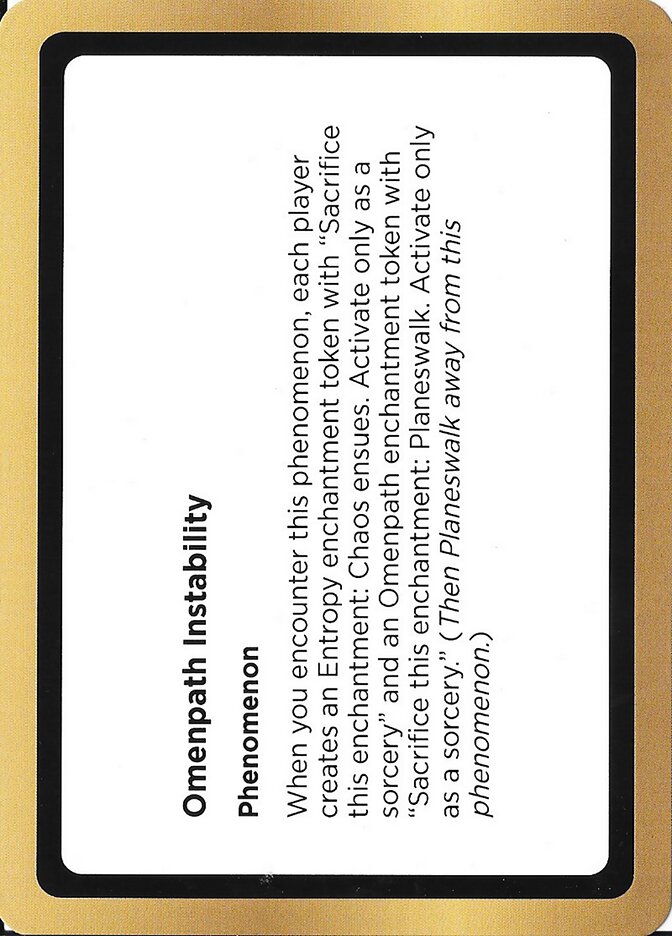 Omenpath Instability
Phenomenon
When you encounter this phenomenon, each player
creates an Entropy enchantment token with “Sacrifice
this enchantment: Chaos ensues. Activate only as a
sorcery” and an Omenpath enchantment token with
“Sacrifice this enchantment: Planeswalk. Activate only
as a sorcery.” (Then Planeswalk away from this
phenomenon.)